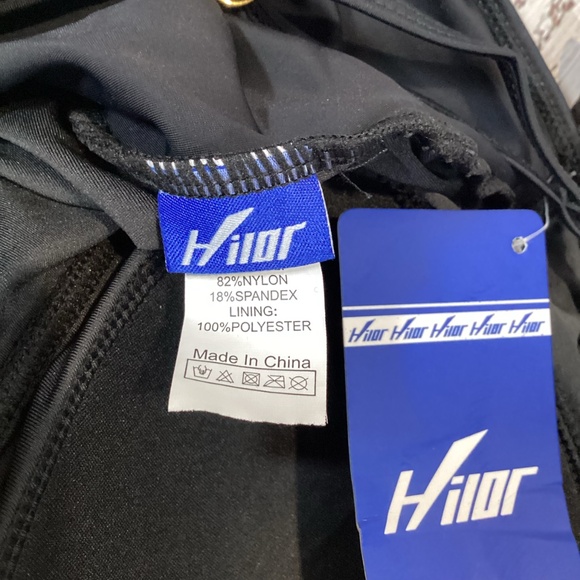 Hilor
82%NYLON
18%SPANDEX
LINING:
100%POLYESTER
Made In China
Hilor Hilor Hilor Hilor Hilor
Hilor